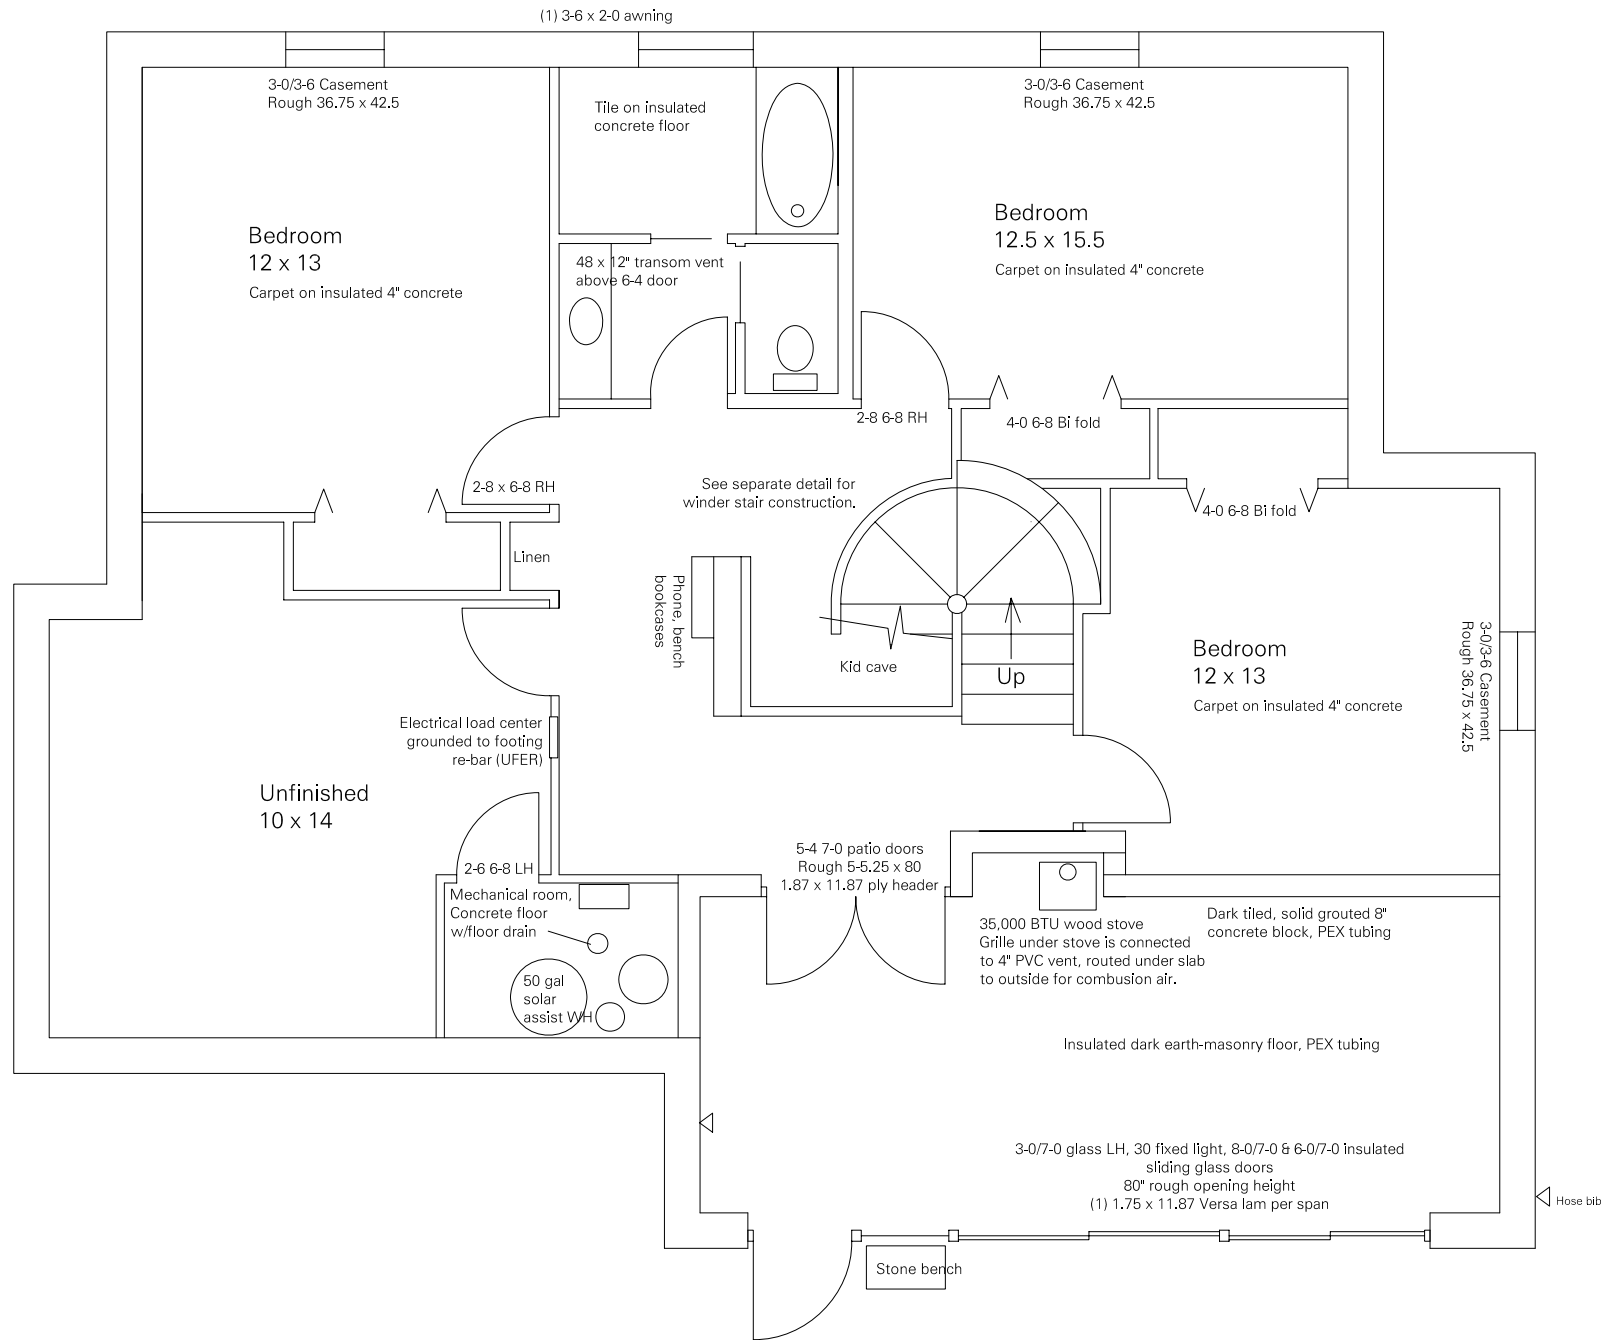 (1) 3-6 x 2-0 awning
3-0/3-6 Casement
Rough 36.75 x 42.5
Tile on insulated
concrete floor
3-0/3-6 Casement
Rough 36.75 x 42.5
Bedroom
12 x 13
Carpet on insulated 4" concrete
48 x 12" transom vent
above 6-4 door
Bedroom
12.5 x 15.5
Carpet on insulated 4" concrete
2-8 6-8 RH
4-0 6-8 Bi fold
2-8 x 6-8 RH
See separate detail for
winder stair construction.
4-0 6-8 Bi fold
Linen
Phone, bench
bookcases
Kid cave
Up
Bedroom
12 x 13
Carpet on insulated 4" concrete
3-0/3-6 Casement
Rough 36.75 x 42.5
Electrical load center
grounded to footing
re-bar (UFER)
Unfinished
10 x 14
2-6 6-8 LH
5-4 7-0 patio doors
Rough 5-5.25 x 80
1.87 x 11.87 ply header
Mechanical room,
Concrete floor
w/floor drain
50 gal
solar
assist WH
35,000 BTU wood stove
Grille under stove is connected
to 4" PVC vent, routed under slab
to outside for combusion air.
Dark tiled, solid grouted 8"
concrete block, PEX tubing
Insulated dark earth-masonry floor, PEX tubing
3-0/7-0 glass LH, 30 fixed light, 8-0/7-0 & 6-0/7-0 insulated
sliding glass doors
80" rough opening height
(1) 1.75 x 11.87 Versa lam per span
Hose bib
Stone bench